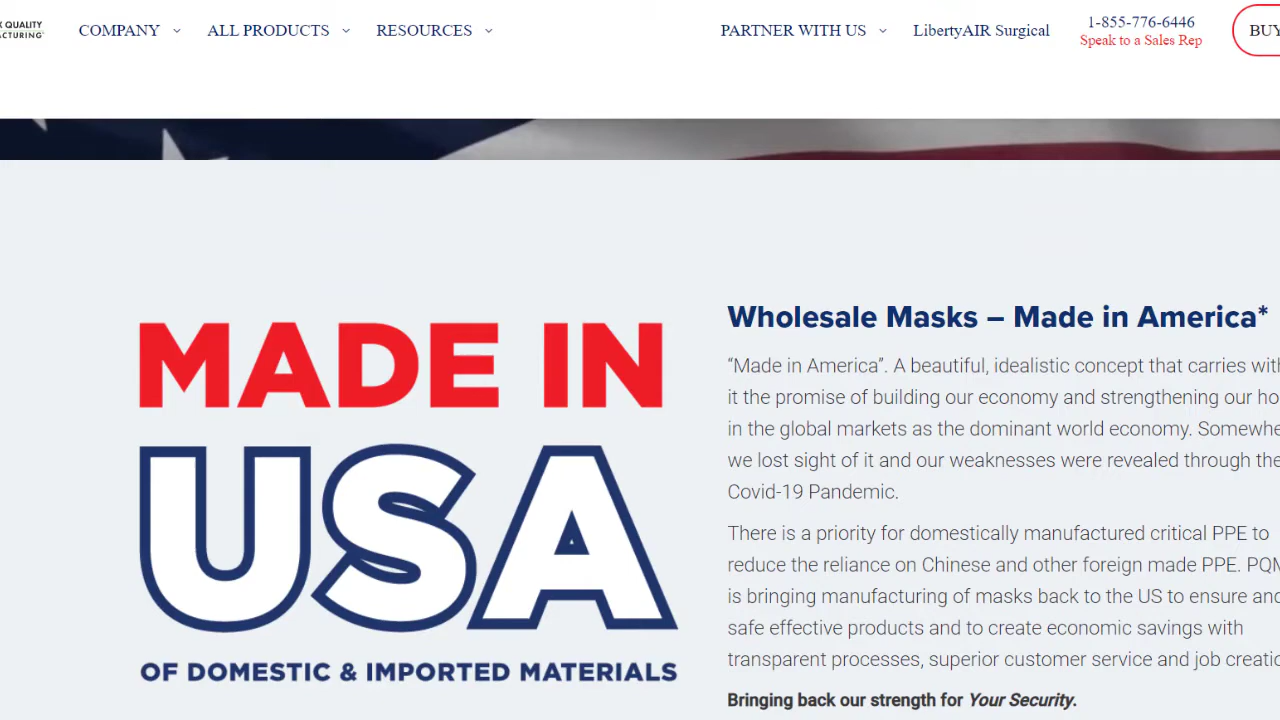 QUALITY
COMPANY
ALL PRODUCTS
RESOURCES
PARTNER WITH US
LibertyAIR Surgical
1-855-776-6446
Speak to a Sales Rep
BUY
MADE IN
USA
OF DOMESTIC & IMPORTED MATERIALS
Wholesale Masks – Made in America*
“Made in America”. A beautiful, idealistic concept that carries with
it the promise of building our economy and strengthening our
in the global markets as the dominant world economy.
we lost sight of it and our weaknesses were revealed through the
Covid-19 Pandemic.
There is a priority for domestically manufactured critical PPE to
reduce the reliance on Chinese and other foreign made PPE.
is bringing manufacturing of masks back to the US to ensure and
safe effective products and to create economic savings with
transparent processes, superior customer service and job
Bringing back our strength for Your Security.